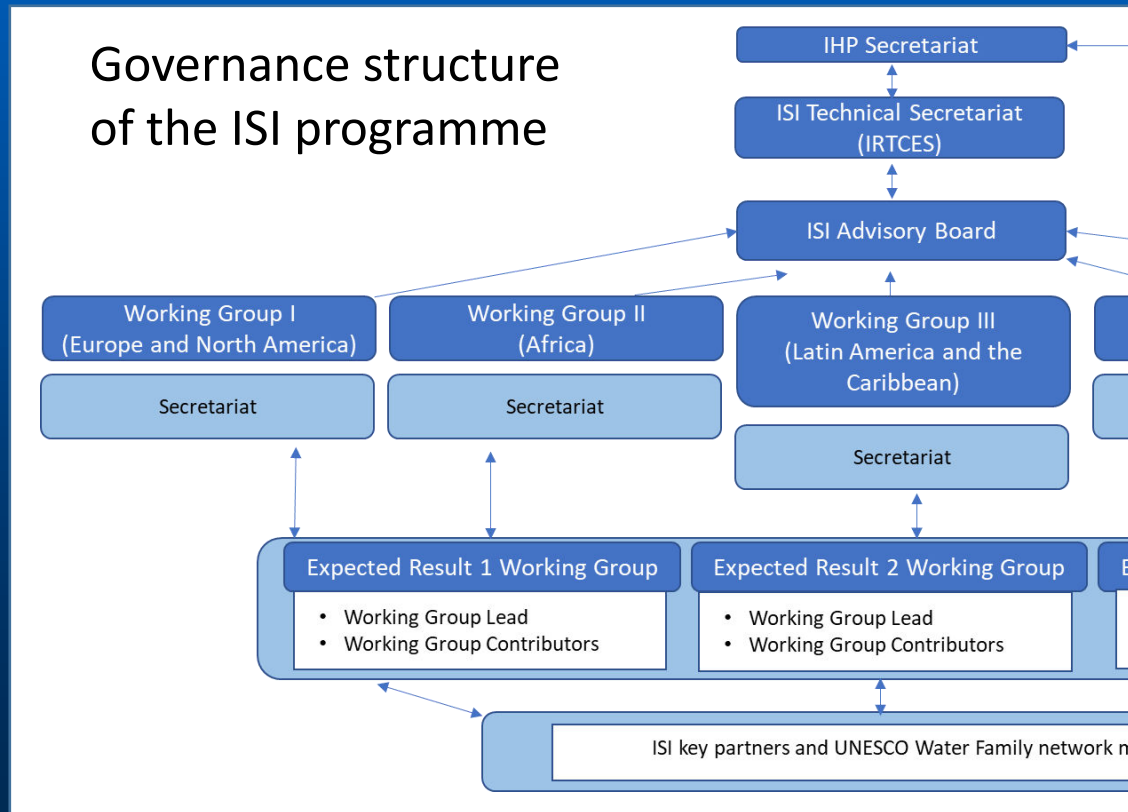 Governance structure
of the ISI programme
IHP Secretariat
ISI Technical Secretariat
(IRTCES)
ISI Advisory Board
Working Group I
(Europe and North America)
Working Group II
(Africa)
Working Group III
(Latin America and the
Caribbean)
Secretariat
Secretariat
Secretariat
Expected Result 1 Working Group
• Working Group Lead
• Working Group Contributors
Expected Result 2 Working Group
• Working Group Lead
• Working Group Contributors
ISI key partners and UNESCO Water Family network